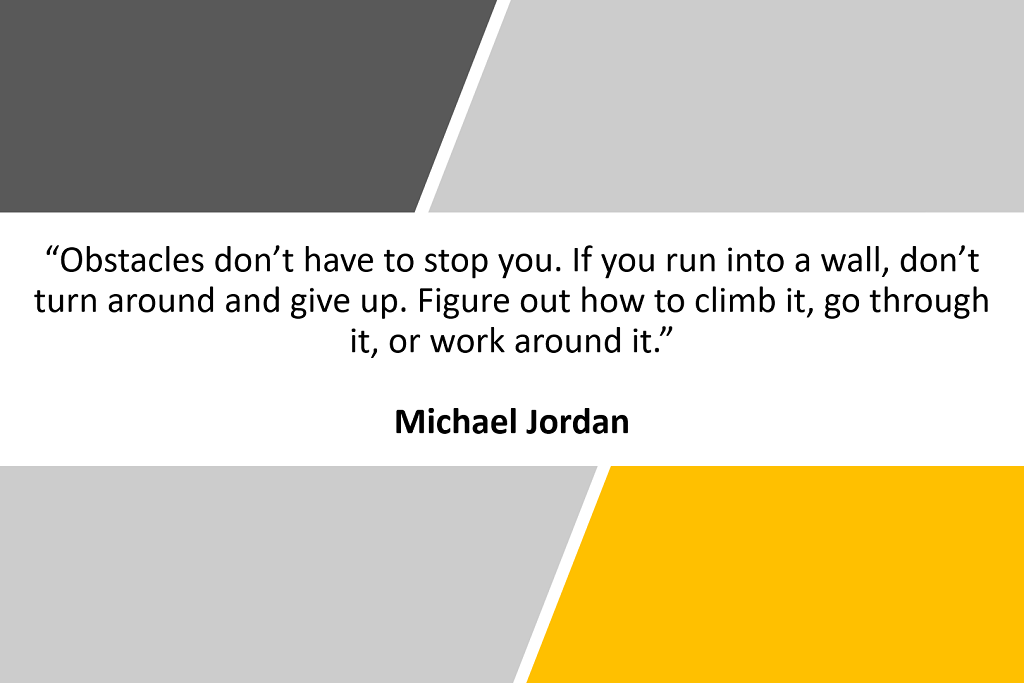 “Obstacles don’t have to stop you. If you run into a wall, don’t
turn around and give up. Figure out how to climb it, go through
it, or work around it.”
Michael Jordan